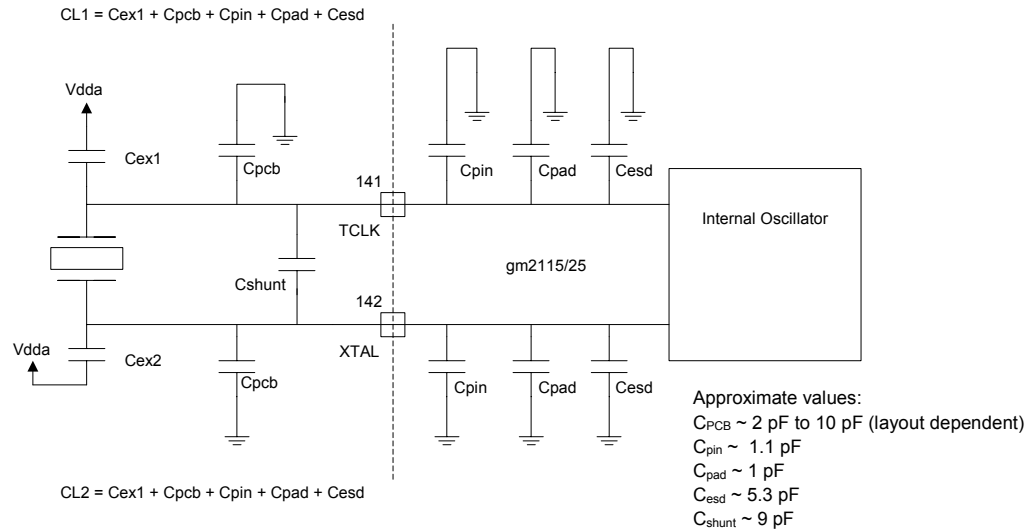 CL1 = Cex1 + Cpcb + Cpin + Cpad + Cesd
Vdda
Cex1
Cpcb
Cpin
Cpad
Cesd
141
TCLK
Internal Oscillator
gm2115/25
Cshunt
142
XTAL
Vdda
Cex2
Cpcb
Cpin
Cpad
Cesd
Approximate values:
CPCB ~ 2 pF to 10 pF (layout dependent)
Cpin ~ 1.1 pF
Cpad ~ 1 pF
Cesd ~ 5.3 pF
Cshunt ~ 9 pF
CL2 = Cex1 + Cpcb + Cpin + Cpad + Cesd